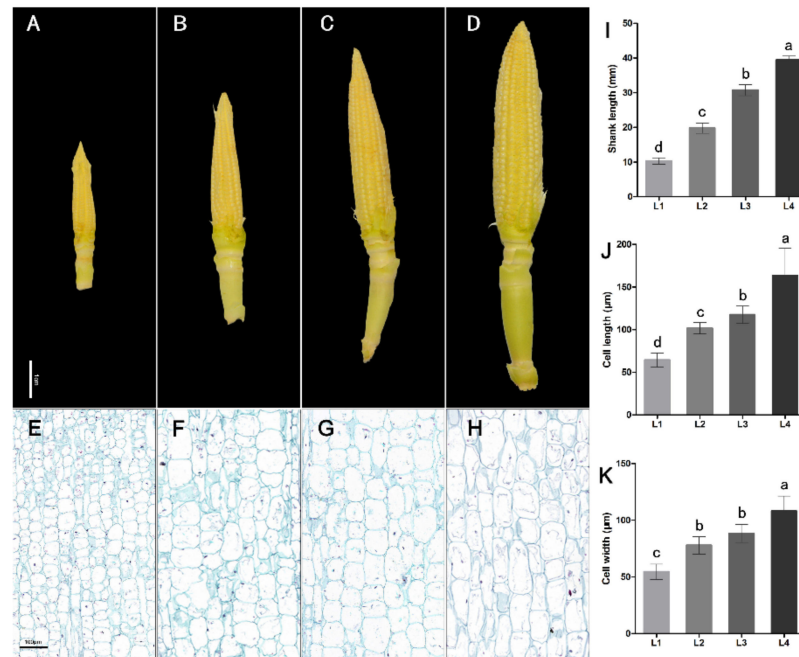 A
B
C
D
1cm
E
F
G
H
100μm
I
Shank length (mm)
50
40
30
20
10
0
d
c
b
a
L1
L2
L3
L4
J
Cell length (μm)
200
150
100
50
0
d
c
b
a
L1
L2
L3
L4
K
Cell width (μm)
150
100
50
0
c
b
b
a
L1
L2
L3
L4